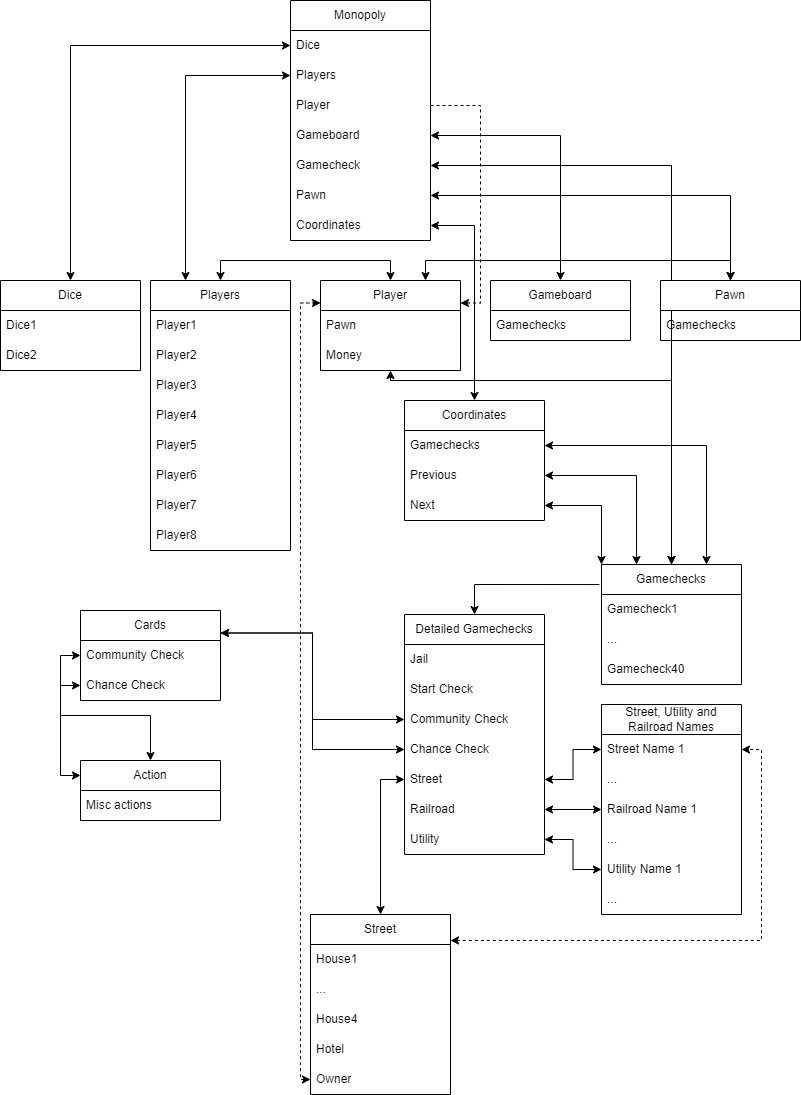 Monopoly
Dice
Players
Player
Gameboard
Gamecheck
Pawn
Coordinates
Dice
Dice1
Dice2
Players
Player1
Player2
Player3
Player4
Player5
Player6
Player7
Player8
Player
Pawn
Money
Gameboard
Gamechecks
Pawn
Gamechecks
Coordinates
Gamechecks
Previous
Next
Gamechecks
Gamecheck1
...
Gamecheck40
Cards
Community Check
Chance Check
Action
Misc actions
Detailed Gamechecks
Jail
Start Check
Community Check
Chance Check
Street
Railroad
Utility
Street, Utility and
Railroad Names
Street Name 1
...
Railroad Name 1
...
Utility Name 1
...
Street
House1
...
House4
Hotel
Owner